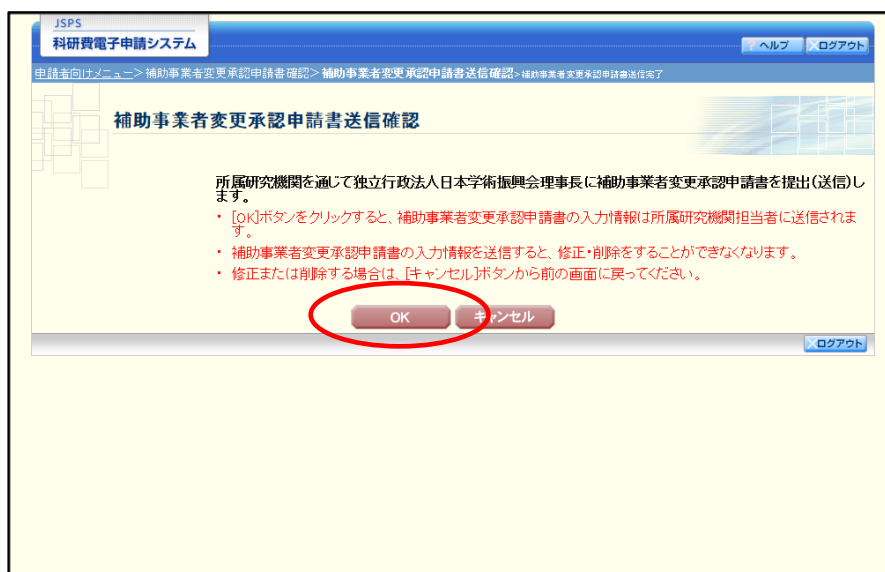 JSPS
科研費電子申請システム
? ヘルプ
×ログアウト
申請者向けメニュー>補助事業者変更承認申請書確認>補助事業者変更承認申請書送信確認>補助事業者変更承認申請書送信完了
補助事業者変更承認申請書送信確認
所属研究機関を通じて独立行政法人日本学術振興会理事長に補助事業者変更承認申請書を提出(送信)し
ます。
・ [OK]ボタンをクリックすると、補助事業者変更承認申請書の入力情報は所属研究機関担当者に送信されま
す。
・ 補助事業者変更承認申請書の入力情報を送信すると、修正・削除をすることができなくなります。
・ 修正または削除する場合は、[キャンセル]ボタンから前の画面に戻ってください。
OK
キャンセル
×ログアウト